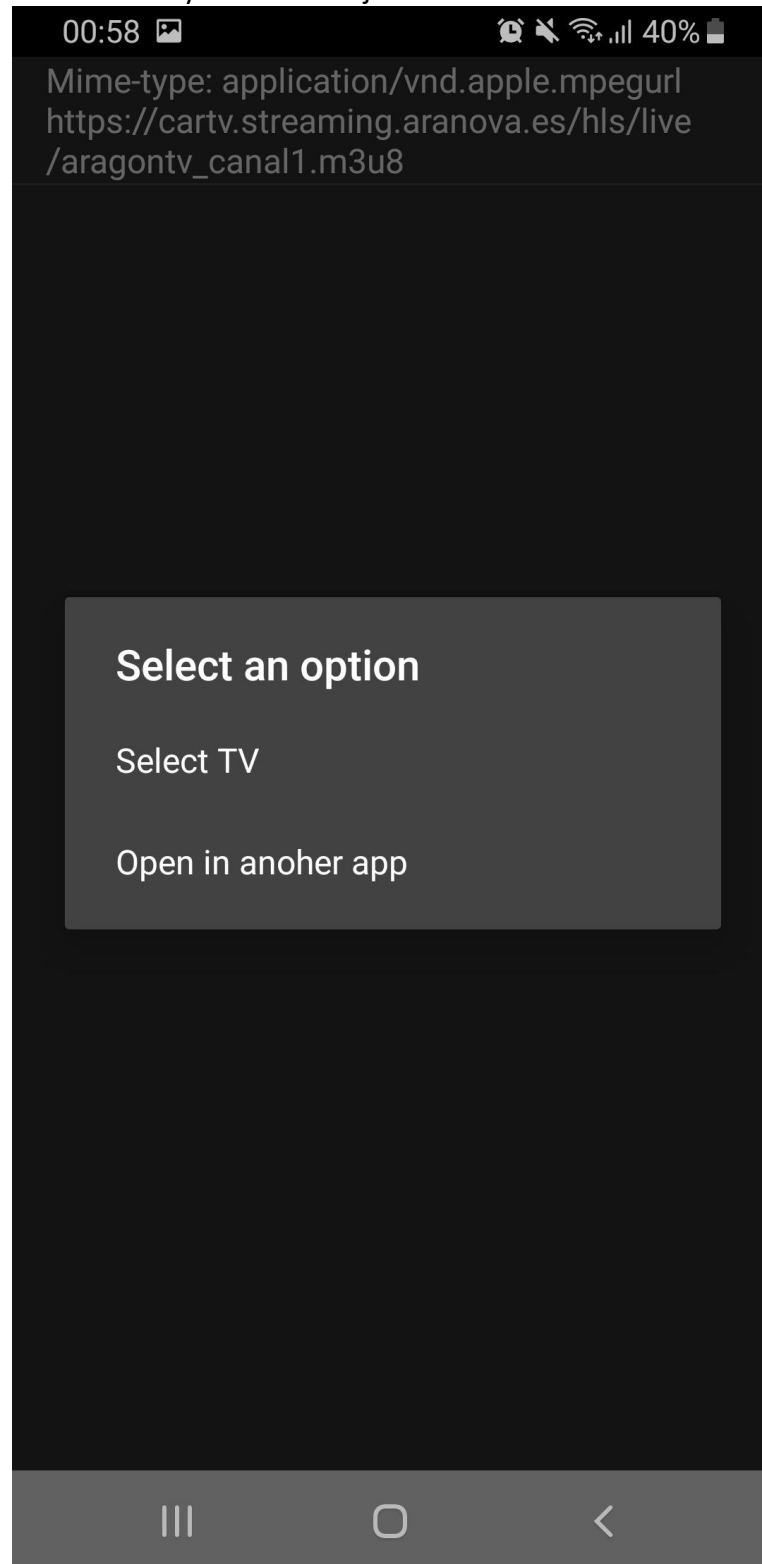 00:58 40%
Mime-type: application/vnd.apple.mpegurl
https://cartv.streaming.aranova.es/hls/live
/aragontv_canal1.m3u8
Select an option
Select TV
Open in anoher app